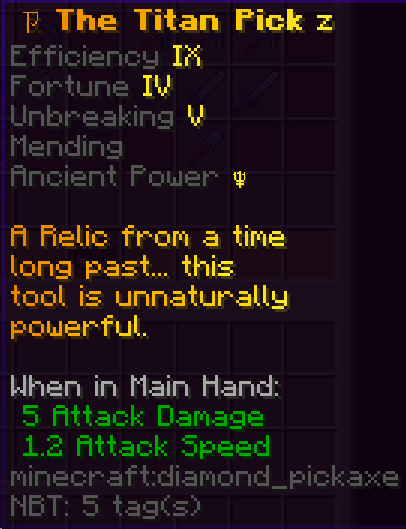 The Titan Pick z
Efficiency IX
Fortune IV
Unbreaking V
Mending
Ancient Power ♆
A Relic from a time
long past... this
tool is unnaturally
powerful.
When in Main Hand:
5 Attack Damage
1.2 Attack Speed
minecraft:diamond_pickaxe
NBT: 5 tag(s)